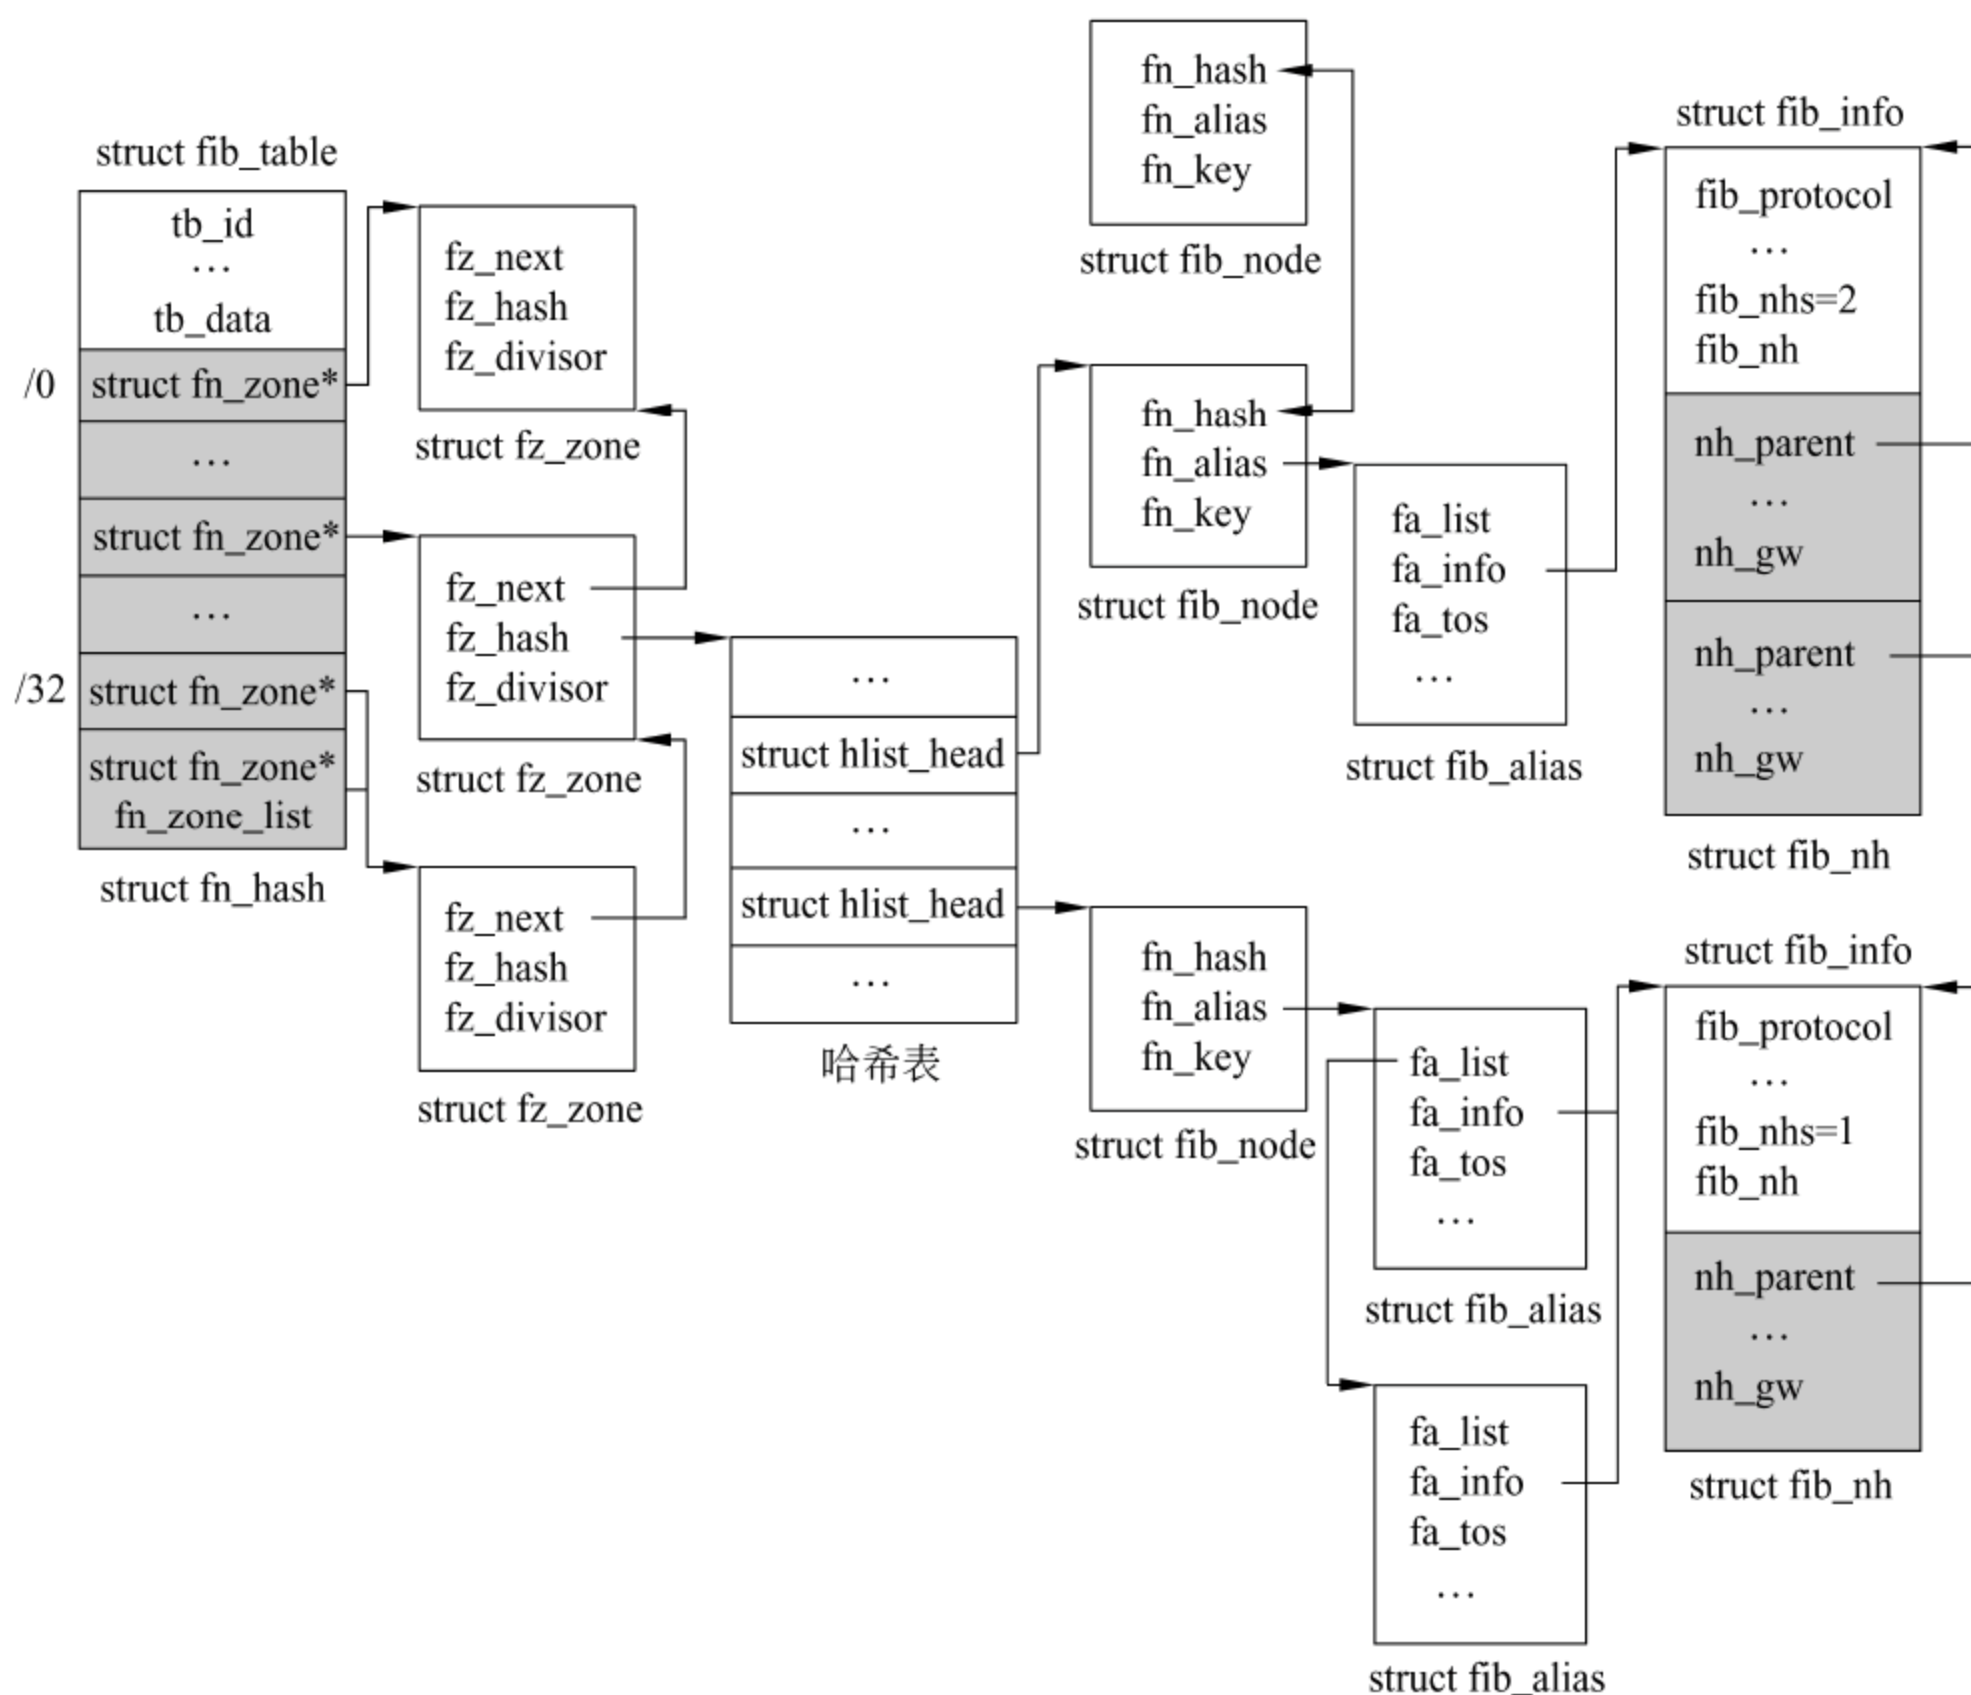 struct fib_table
tb_id
…
tb_data
/0
struct fn_zone*
…
struct fn_zone*
…
/32
struct fn_zone*
struct fn_zone*
fn_zone_list
struct fn_hash
fz_next
fz_hash
fz_divisor
struct fz_zone
fz_next
fz_hash
fz_divisor
struct fz_zone
fz_next
fz_hash
fz_divisor
struct fz_zone
…
struct hlist_head
…
struct hlist_head
…
哈希表
fn_hash
fn_alias
fn_key
struct fib_node
fn_hash
fn_alias
fn_key
struct fib_node
fn_hash
fn_alias
fn_key
struct fib_node
fa_list
fa_info
fa_tos
…
struct fib_alias
fa_list
fa_info
fa_tos
…
struct fib_alias
fa_list
fa_info
fa_tos
…
struct fib_alias
struct fib_info
fib_protocol
…
fib_nhs=2
fib_nh
nh_parent
…
nh_gw
nh_parent
…
nh_gw
struct fib_nh
struct fib_info
fib_protocol
…
fib_nhs=1
fib_nh
nh_parent
…
nh_gw
struct fib_nh